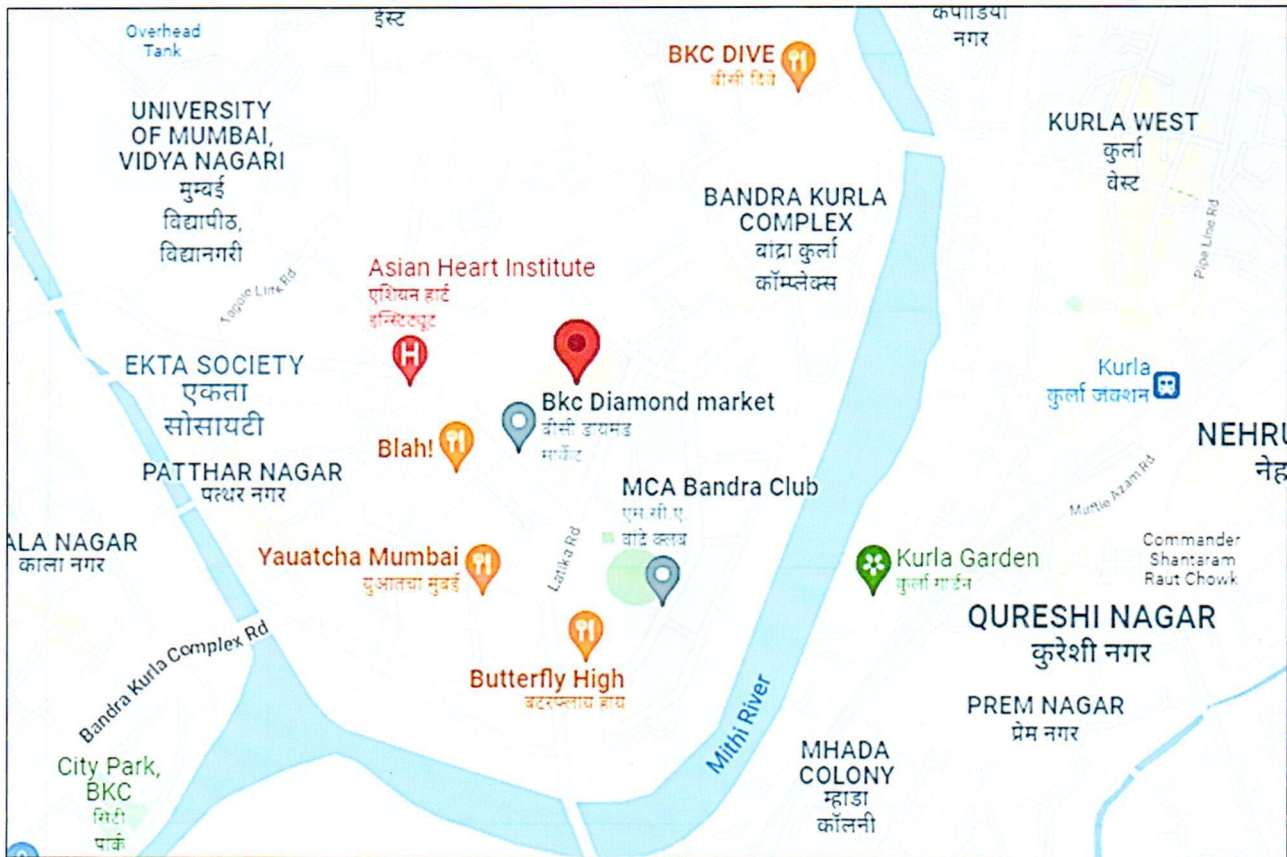 ईस्ट
Overhead
Tank
कपाडिया
नगर
BKC DIVE
बीसी दिवे
UNIVERSITY
OF MUMBAI,
VIDYA NAGARI
मुम्बई
विद्यापीठ,
विद्यानगरी
KURLA WEST
कुर्ला
वेस्ट
BANDRA KURLA
COMPLEX
बांद्रा कुर्ला
कॉम्प्लेक्स
Pipe Line Rd
Asian Heart Institute
एशियन हार्ट
इन्स्टिट्यूट
H
EKTA SOCIETY
एकता
सोसायटी
Kurla
कुर्ला जंक्शन
Bkc Diamond market
बीसी डायमंड
मार्केट
Blah!
NEHRU
नेह
PATTHAR NAGAR
पत्थर नगर
MCA Bandra Club
एम.सी.ए.
वांद्रे क्लब
ALA NAGAR
काला नगर
Commander
Shantaram
Raut Chowk
Yauatcha Mumbai
युआतचा मुंबई
Latika Rd
Kurla Garden
कुर्ला गार्डन
QURESHI NAGAR
कुरेशी नगर
Bandra Kurla Complex Rd
Butterfly High
बटरफ्लाय हाय
Mithi River
PREM NAGAR
प्रेम नगर
MHADA
COLONY
म्हाडा
कॉलनी
City Park,
BKC
सिटी
पार्क